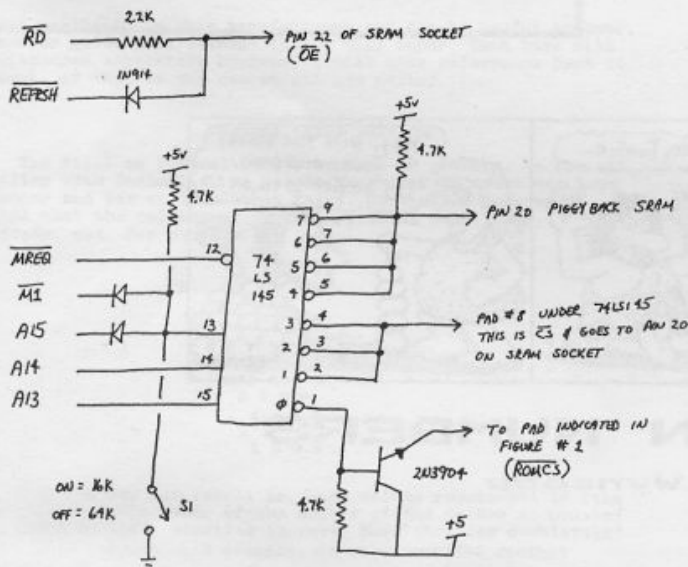 2.2K
RD
PIN 22 OF SRAM SOCKET
(OE)
1N914
REFRSH
+5v
4.7K
+5v
4.7K
9
7
PIN 20 PIGGYBACK SRAM
12
74
6
7
MREQ
LS
5
6
145
4
5
M1
3
4
PAD #8 UNDER 74LS145
A15
13
THIS IS CS & GOES TO PIN 20
2
3
ON SRAM SOCKET
A14
14
1
2
A13
15
Ø
1
TO PAD INDICATED IN
FIGURE # 1
(ROMCS)
2N3904
ON = 16K
OFF = 64K
S1
4.7K
+5